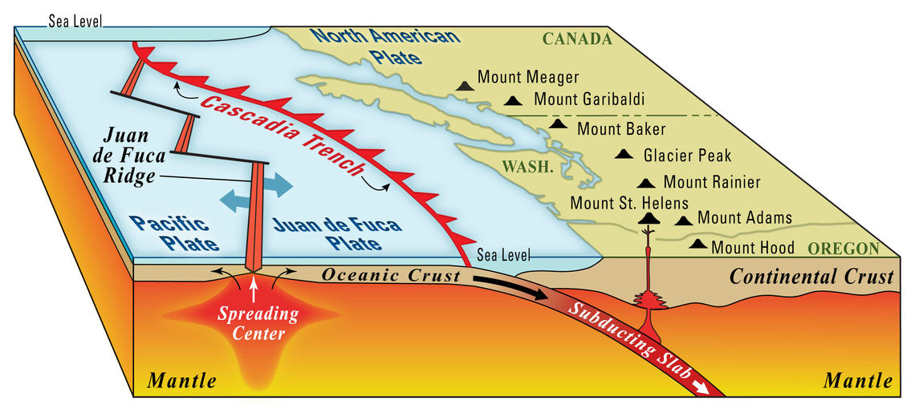 Sea Level
North American
Plate
CANADA
Mount Meager
Mount Garibaldi
Cascadia Trench
Mount Baker
Juan
de Fuca
Ridge
WASH.
Glacier Peak
Mount Rainier
Mount St. Helens
Mount Adams
Pacific
Plate
Juan de Fuca
Plate
Mount Hood
OREGON
Sea Level
Oceanic Crust
Continental Crust
Spreading
Center
Subducting Slab
Mantle
Mantle